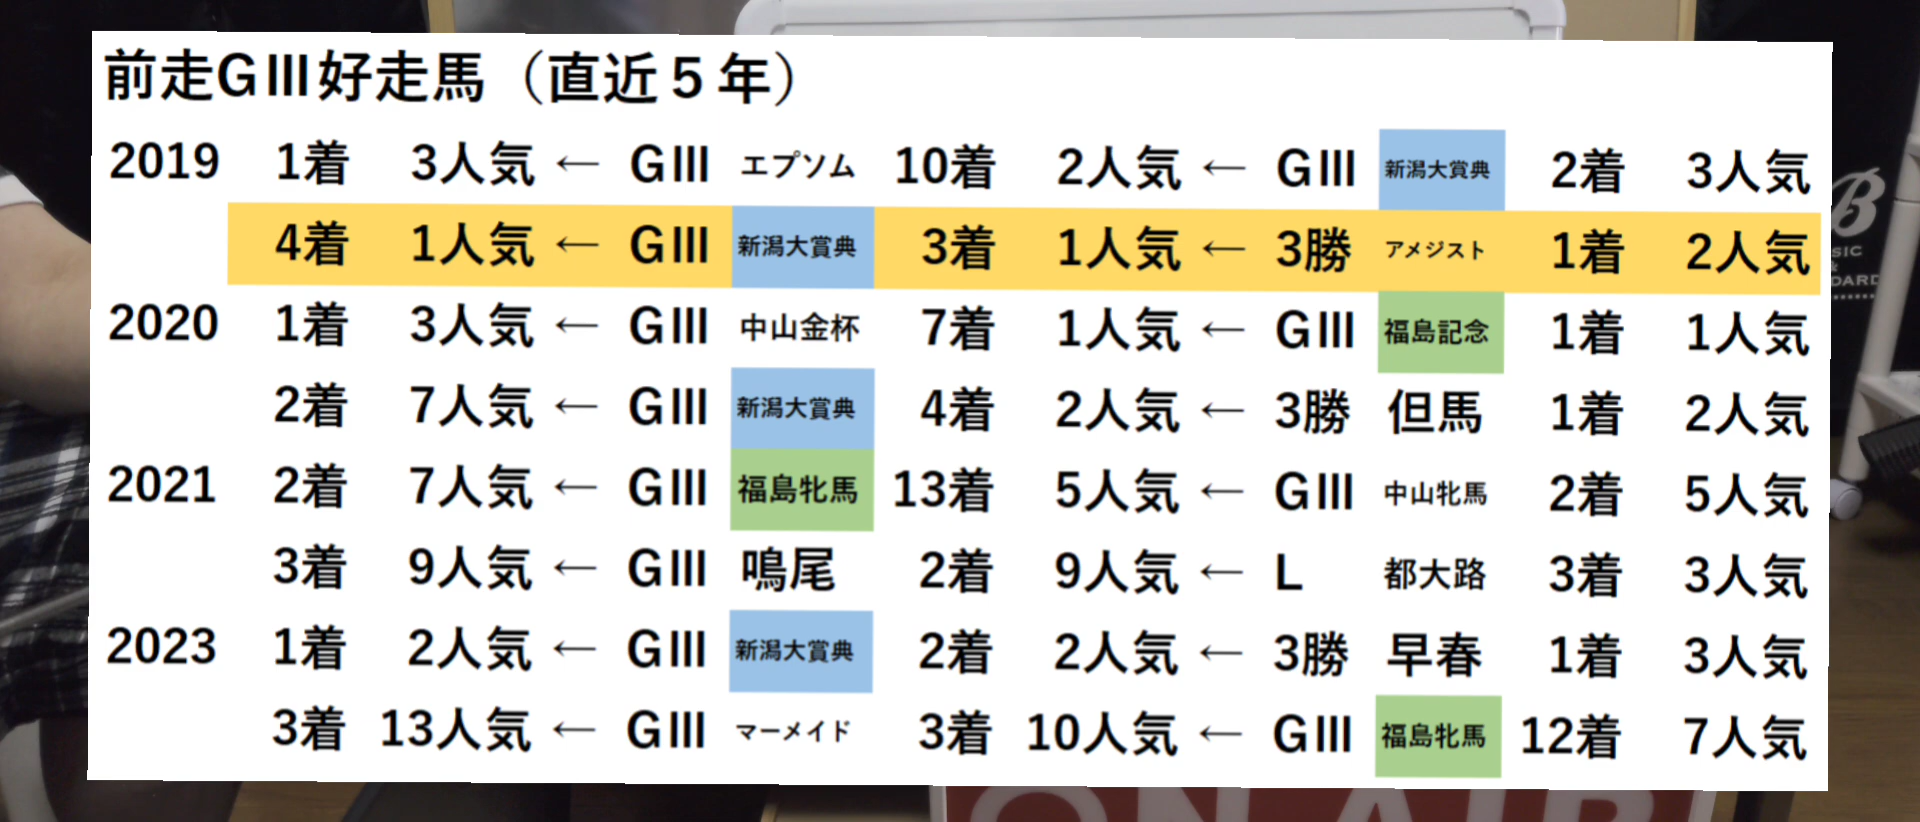 前走GⅢ好走馬（直近５年）
2019 1着 3人気 ← GⅢ エプソム 10着 2人気 ← GⅢ 新潟大賞典 2着 3人気
4着 1人気 ← GⅢ 新潟大賞典 3着 1人気 ← 3勝 アメジスト 1着 2人気
2020 1着 3人気 ← GⅢ 中山金杯 7着 1人気 ← GⅢ 福島記念 1着 1人気
2着 7人気 ← GⅢ 新潟大賞典 4着 2人気 ← 3勝 但馬 1着 2人気
2021 2着 7人気 ← GⅢ 福島牝馬 13着 5人気 ← GⅢ 中山牝馬 2着 5人気
3着 9人気 ← GⅢ 鳴尾 2着 9人気 ← L 都大路 3着 3人気
2023 1着 2人気 ← GⅢ 新潟大賞典 2着 2人気 ← 3勝 早春 1着 3人気
3着 13人気 ← GⅢ マーメイド 3着 10人気 ← GⅢ 福島牝馬 12着 7人気
B
SIC
DARD
ON AIR